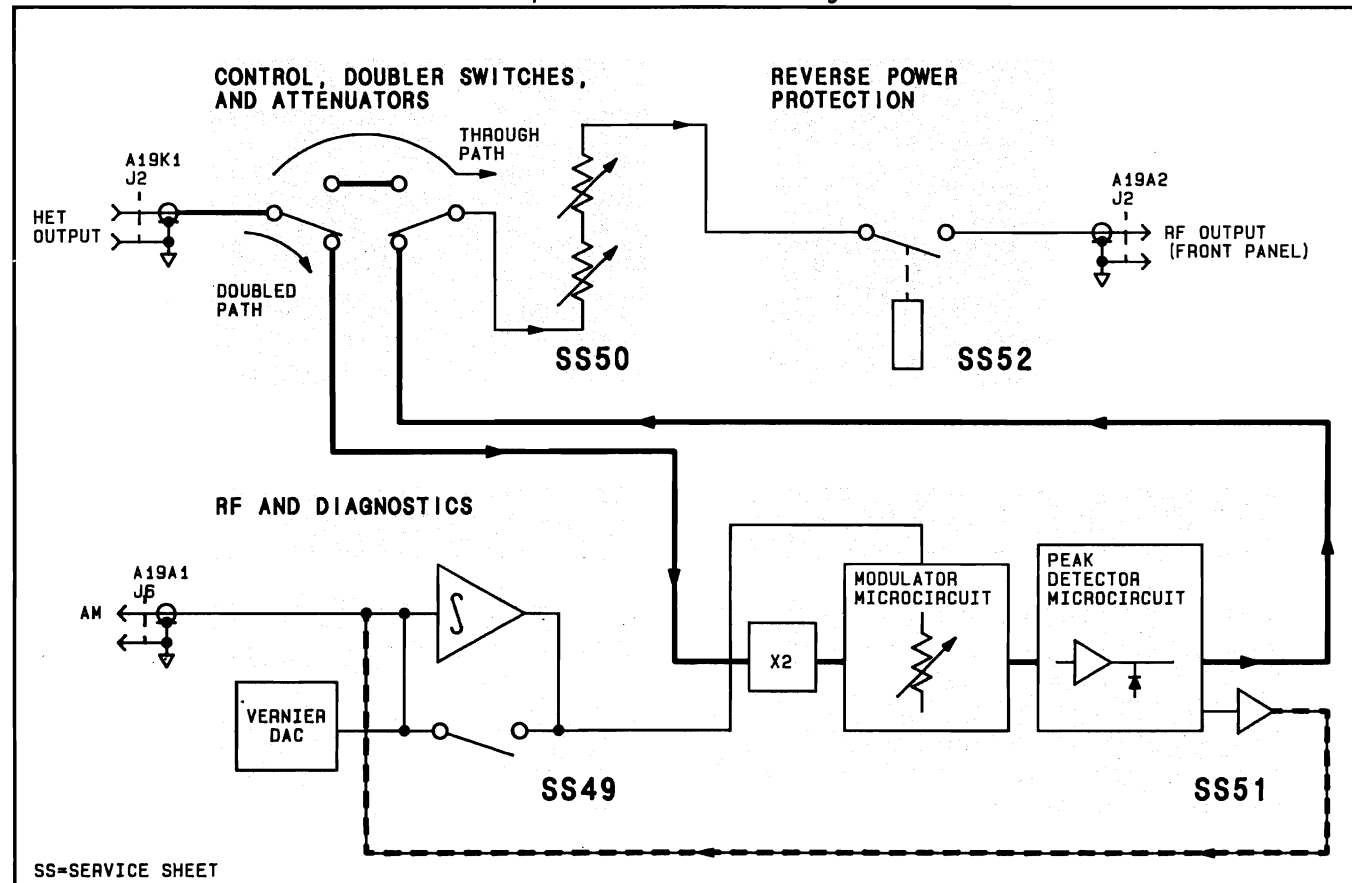 CONTROL, DOUBLER SWITCHES,
AND ATTENUATORS
REVERSE POWER
PROTECTION
THROUGH
PATH
A19K1
J2
HET
OUTPUT
DOUBLED
PATH
A19A2
J2
RF OUTPUT
(FRONT PANEL)
SS50
SS52
RF AND DIAGNOSTICS
A19A1
J6
AM
VERNIER
DAC
SS49
X2
MODULATOR
MICROCIRCUIT
PEAK
DETECTOR
MICROCIRCUIT
SS51
SS=SERVICE SHEET